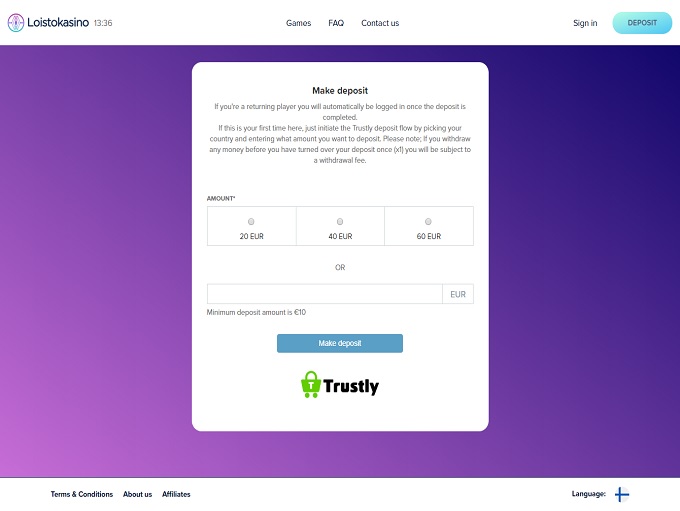 Loistokasino 13:36 Games FAQ Contact us Sign in DEPOSIT
Make deposit
If you're a returning player you will automatically be logged in once the deposit is
completed.
If this is your first time here, just initiate the Trustly deposit flow by picking your
country and entering what amount you want to deposit. Please note; If you withdraw
any money before you have turned over your deposit once (x1) you will be subject to
a withdrawal fee.
AMOUNT*
20 EUR 40 EUR 60 EUR
OR
EUR
Minimum deposit amount is €10
Make deposit
T Trustly
Terms & Conditions About us Affiliates Language: